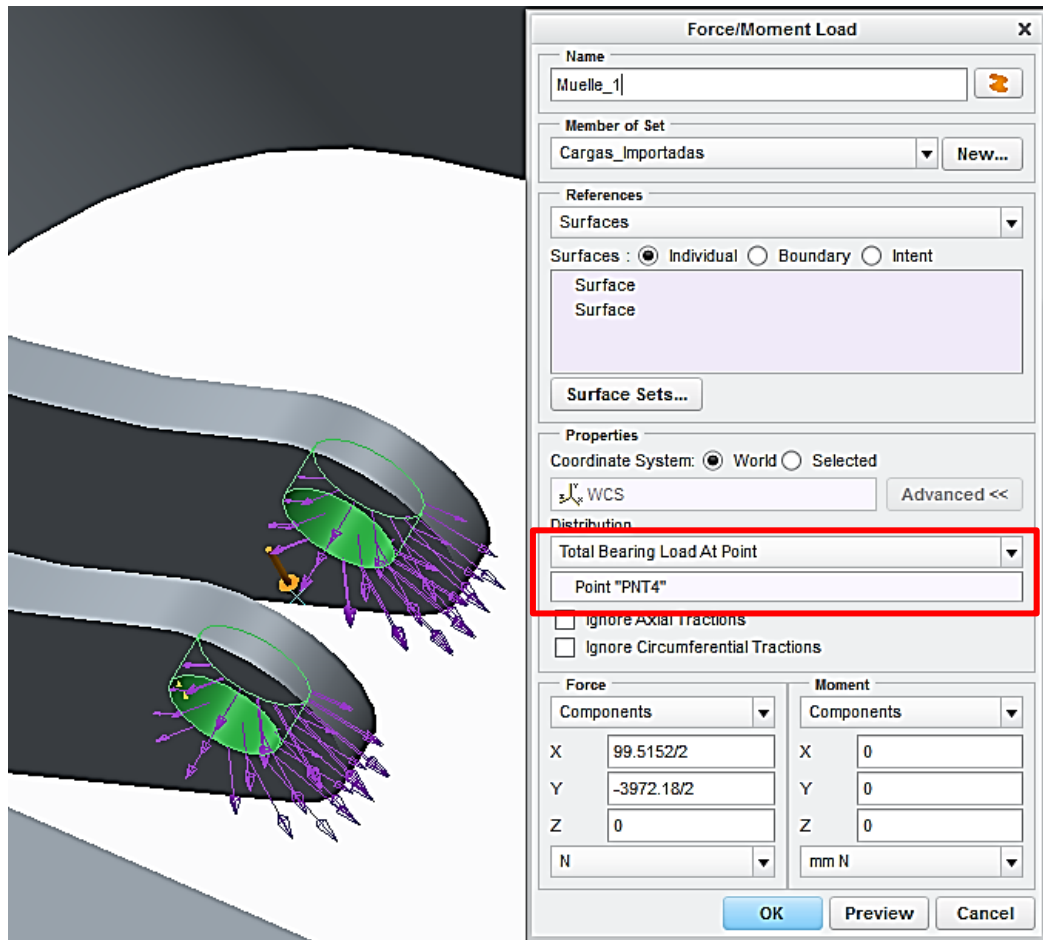 Force/Moment Load X
Name
Muelle_1
Member of Set
Cargas_Importadas New...
References
Surfaces
Surfaces : Individual Boundary Intent
Surface
Surface
Surface Sets...
Properties
Coordinate System: World Selected
WCS Advanced <<
Distribution
Total Bearing Load At Point
Point "PNT4"
Ignore Axial Tractions
Ignore Circumferential Tractions
Force Moment
Components Components
X 99.5152/2 X 0
Y -3972.18/2 Y 0
Z 0 Z 0
N mm N
OK Preview Cancel